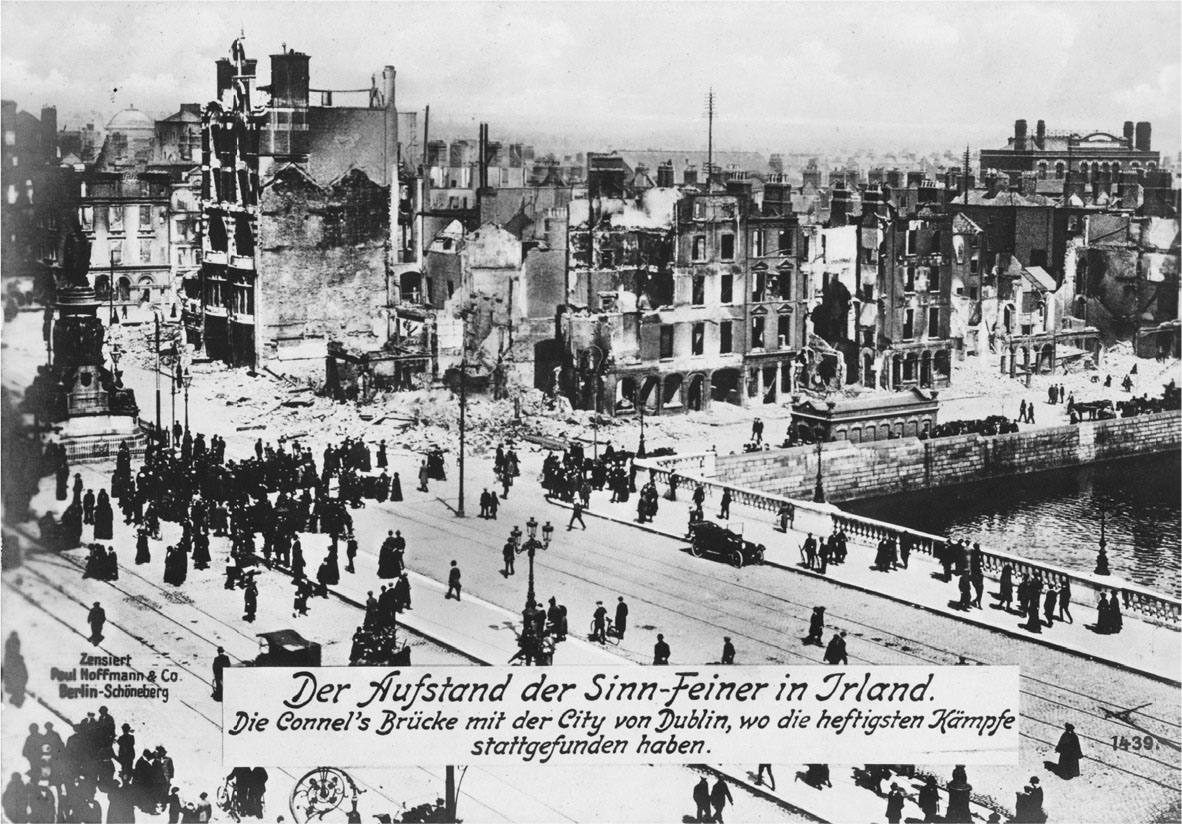 Zensiert
Paul Hoffmann & Co.
Berlin-Schöneberg
Der Aufstand der Sinn-Feiner in Irland.
Die Connel's Brücke mit der City von Dublin, wo die heftigsten Kämpfe
stattgefunden haben.
1439.